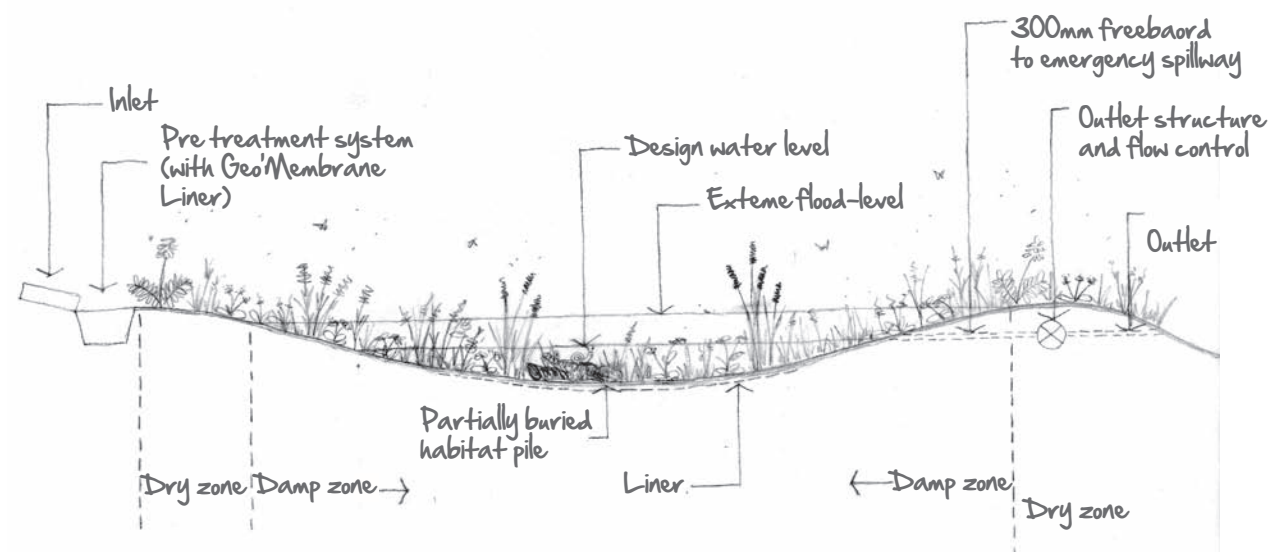 300mm freebaord
to emergency spillway
Inlet
Pre treatment system
(with Geo'Membrane
Liner)
Outlet structure
and flow control
Design water level
Exteme flood-level
Outlet
Partially buried
habitat pile
Dry zone
Damp zone
Liner
Damp zone
Dry zone